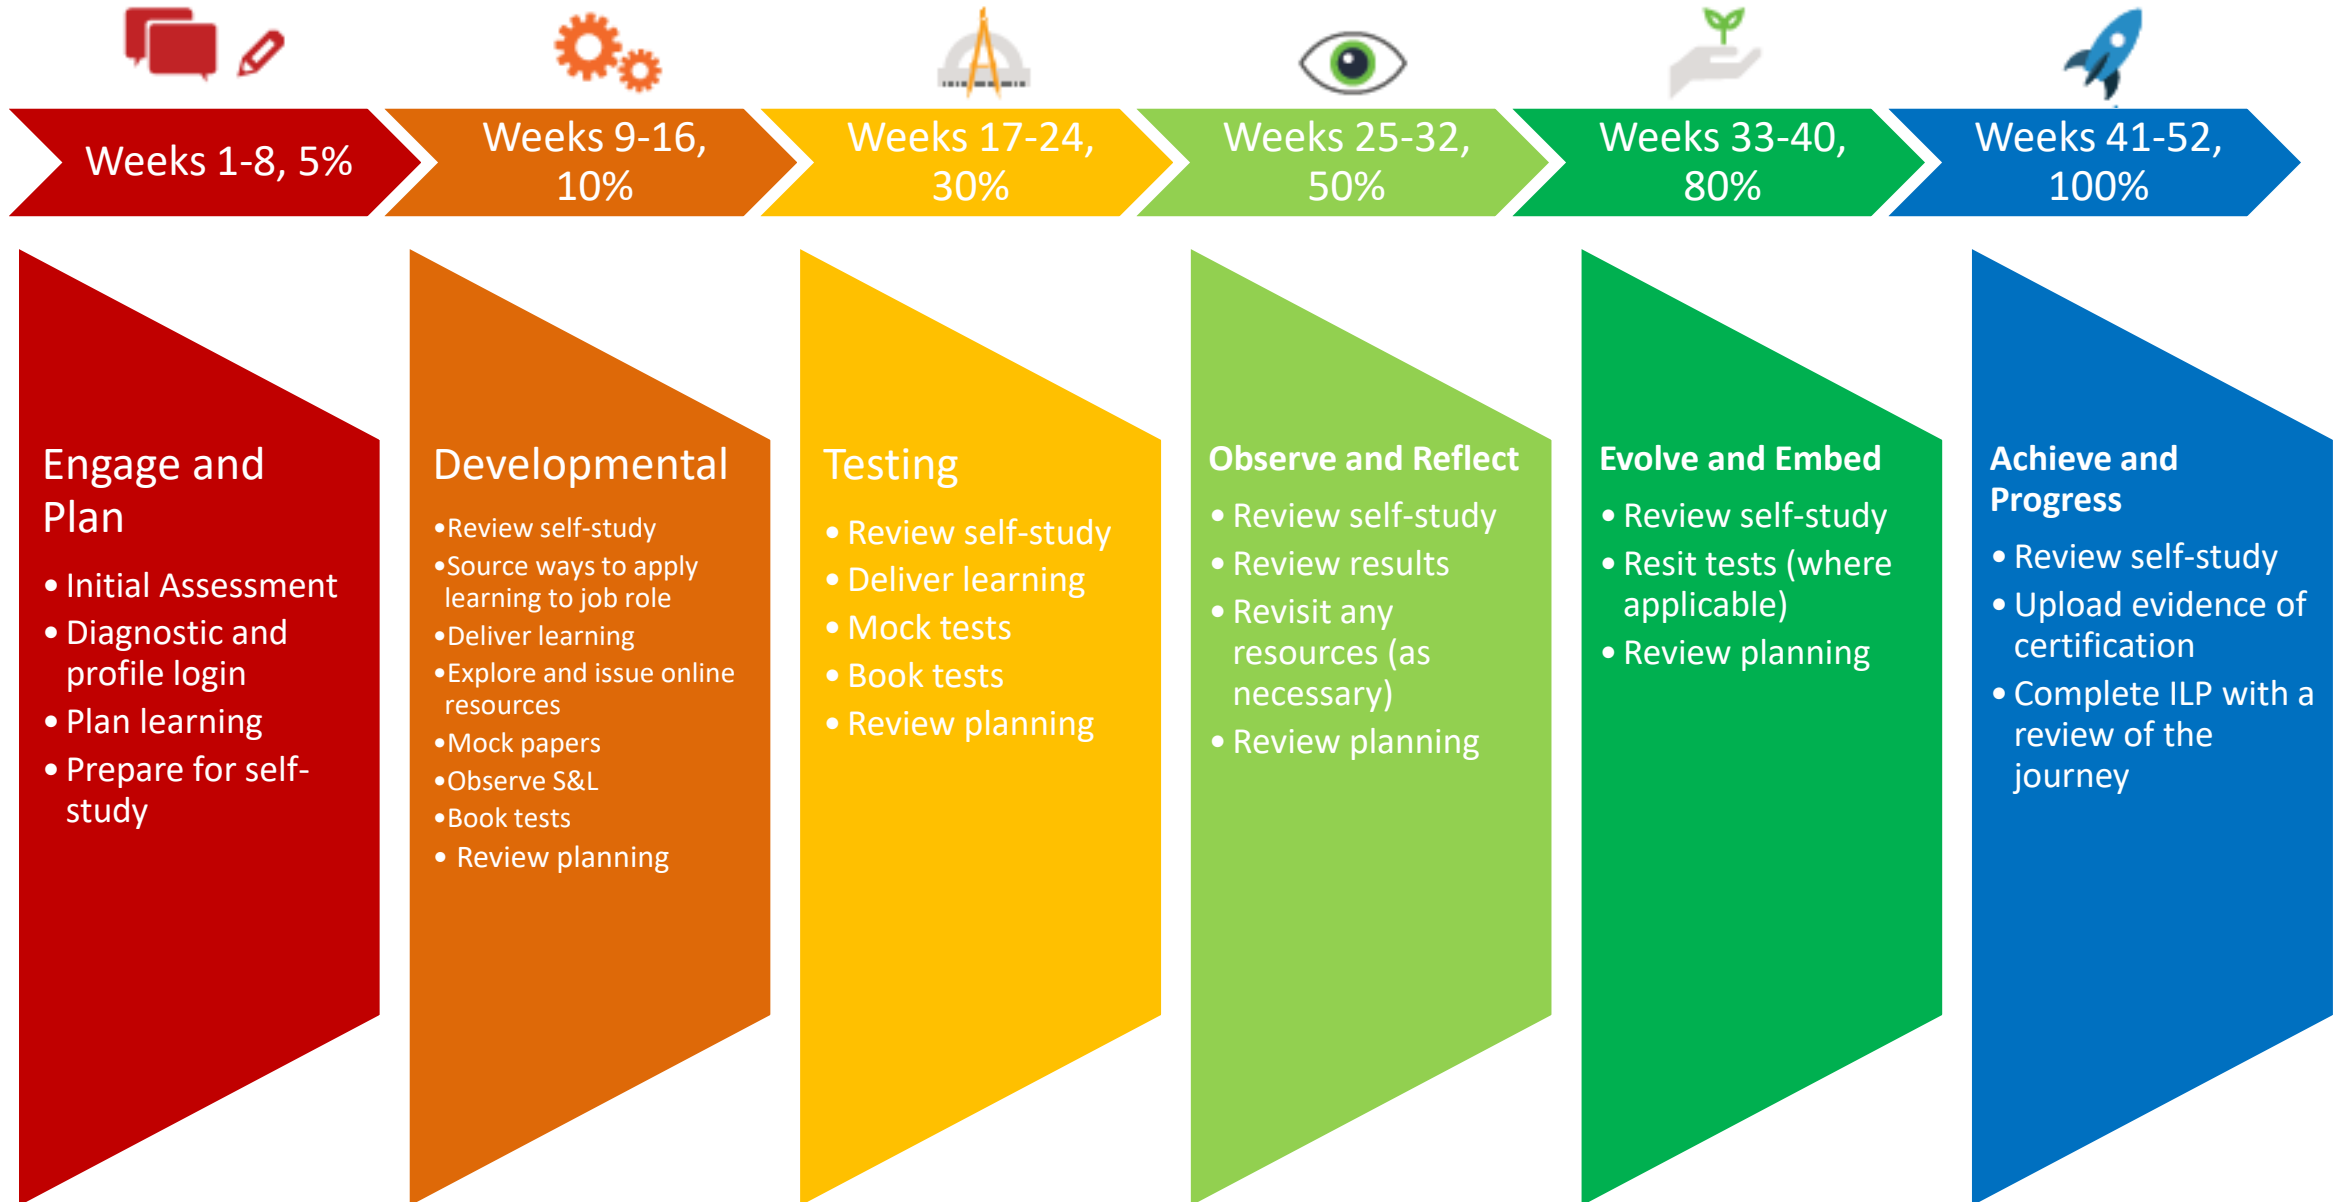 Weeks 1-8, 5%
Weeks 9-16,
10%
Weeks 17-24,
30%
Weeks 25-32,
50%
Weeks 33-40,
80%
Weeks 41-52,
100%
Engage and
Plan
• Initial Assessment
• Diagnostic and
profile login
• Plan learning
• Prepare for self-
study
Developmental
•Review self-study
•Source ways to apply
learning to job role
•Deliver learning
•Explore and issue online
resources
•Mock papers
•Observe S&L
•Book tests
• Review planning
Testing
• Review self-study
• Deliver learning
• Mock tests
• Book tests
• Review planning
Observe and Reflect
• Review self-study
• Review results
• Revisit any
resources (as
necessary)
• Review planning
Evolve and Embed
• Review self-study
• Resit tests (where
applicable)
• Review planning
Achieve and
Progress
• Review self-study
• Upload evidence of
certification
• Complete ILP with a
review of the
journey